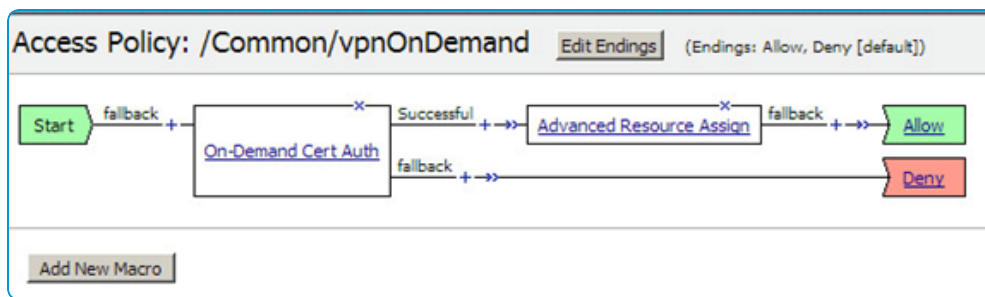 Access Policy: /Common/vpnOnDemand Edit Endings (Endings: Allow, Deny [default])
Start fallback + On-Demand Cert Auth Successful + Advanced Resource Assign fallback + Allow
fallback + Deny
Add New Macro